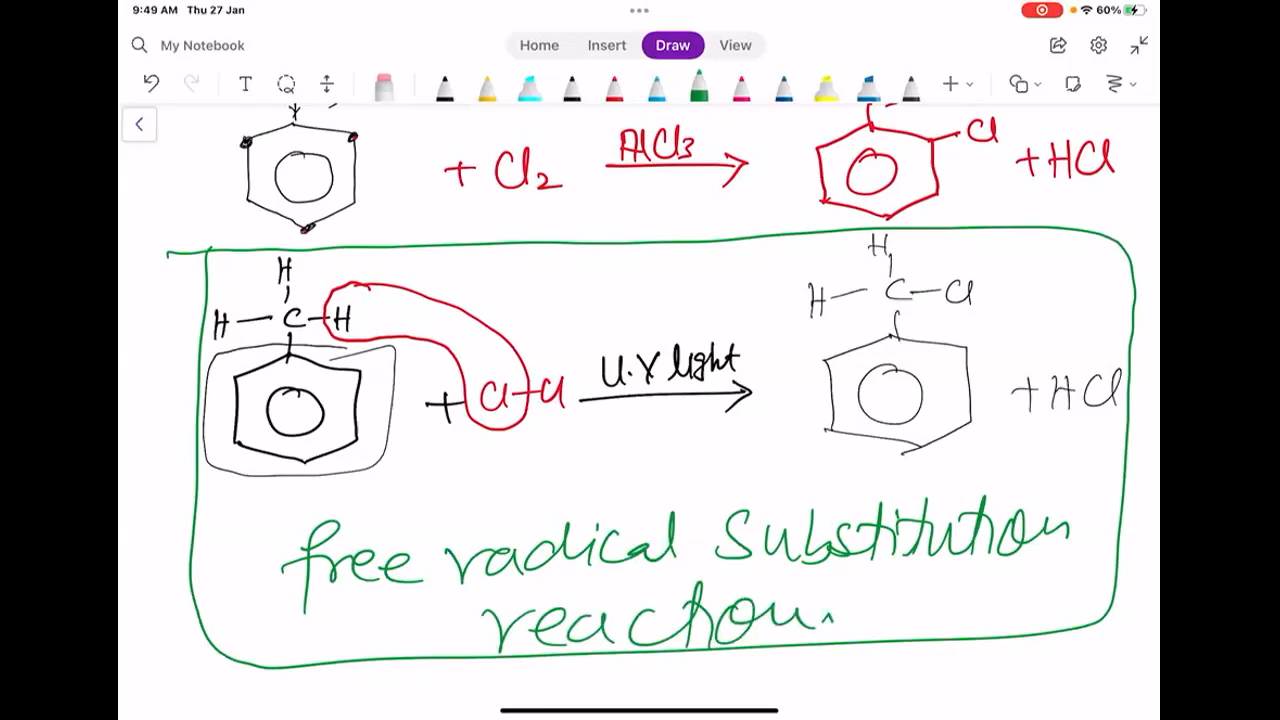 9:49 AM Thu 27 Jan
60%
My Notebook
Home Insert Draw View
+ Cl2 AlCl3 Cl + HCl
H
H
H — C — H
H — C — Cl
+ Cl — Cl U.V light + HCl
free radical substitution
reaction.